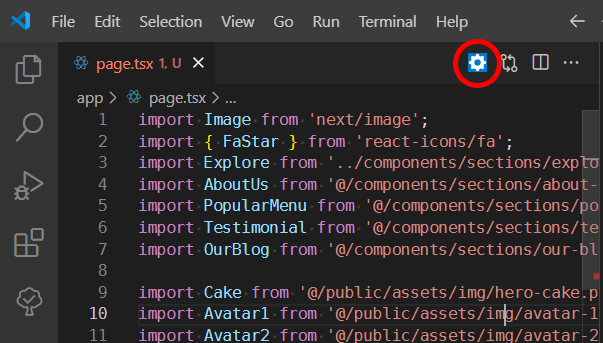 File Edit Selection View Go Run Terminal Help
page.tsx 1, U
app > page.tsx > ...
1 import Image from 'next/image';
2 import { FaStar } from 'react-icons/fa';
3 import Explore from '../components/sections/explo
4 import AboutUs from '@/components/sections/about-
5 import PopularMenu from '@/components/sections/po
6 import Testimonial from '@/components/sections/te
7 import OurBlog from '@/components/sections/our-bl
8
9 import Cake from '@/public/assets/img/hero-cake.p
10 import Avatar1 from '@/public/assets/img/avatar-1
11 import Avatar2 from '@/public/assets/img/avatar-2